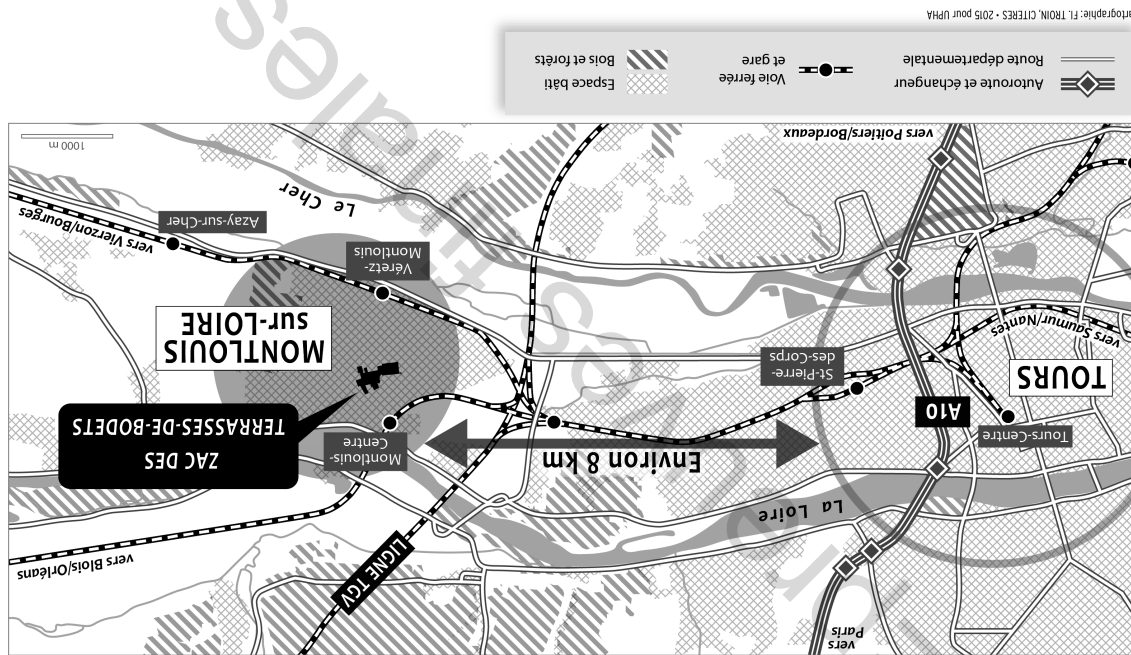 vers
Paris
LIGNE TGV
vers Blois/Orléans
La Loire
Environ 8 km
Montlouis-
Centre
ZAC DES
TERRASSES-DE-BODETS
Tours-Centre
A10
TOURS
St-Pierre-
des-Corps
MONTLOUIS
sur-LOIRE
vers Saumur/Nantes
Véretz-
Montlouis
Azay-sur-Cher
vers Vierzon/Bourges
Le Cher
vers Poitiers/Bordeaux
1000 m
Autoroute et échangeur
Route départementale
Voie ferrée
et gare
Espace bâti
Bois et forêts
artographie: Fl. TROIN, CITERES • 2015 pour UPHA